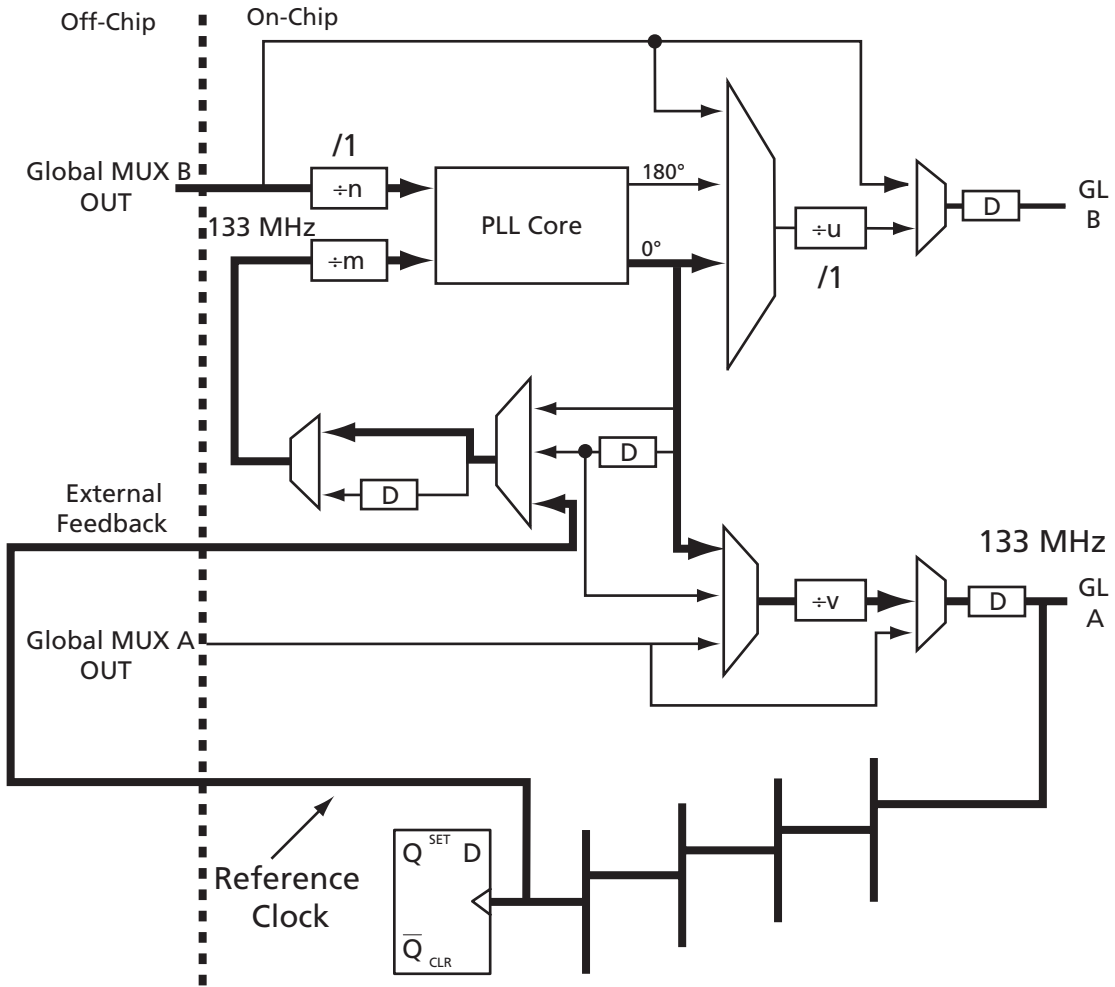 Off-Chip
On-Chip
/1
Global MUX B
OUT
÷n
180°
133 MHz
÷m
PLL Core
0°
÷u
/1
D
GL
B
D
D
External
Feedback
133 MHz
Global MUX A
OUT
÷v
D
GL
A
Reference
Clock
Q SET D
Q̅ CLR